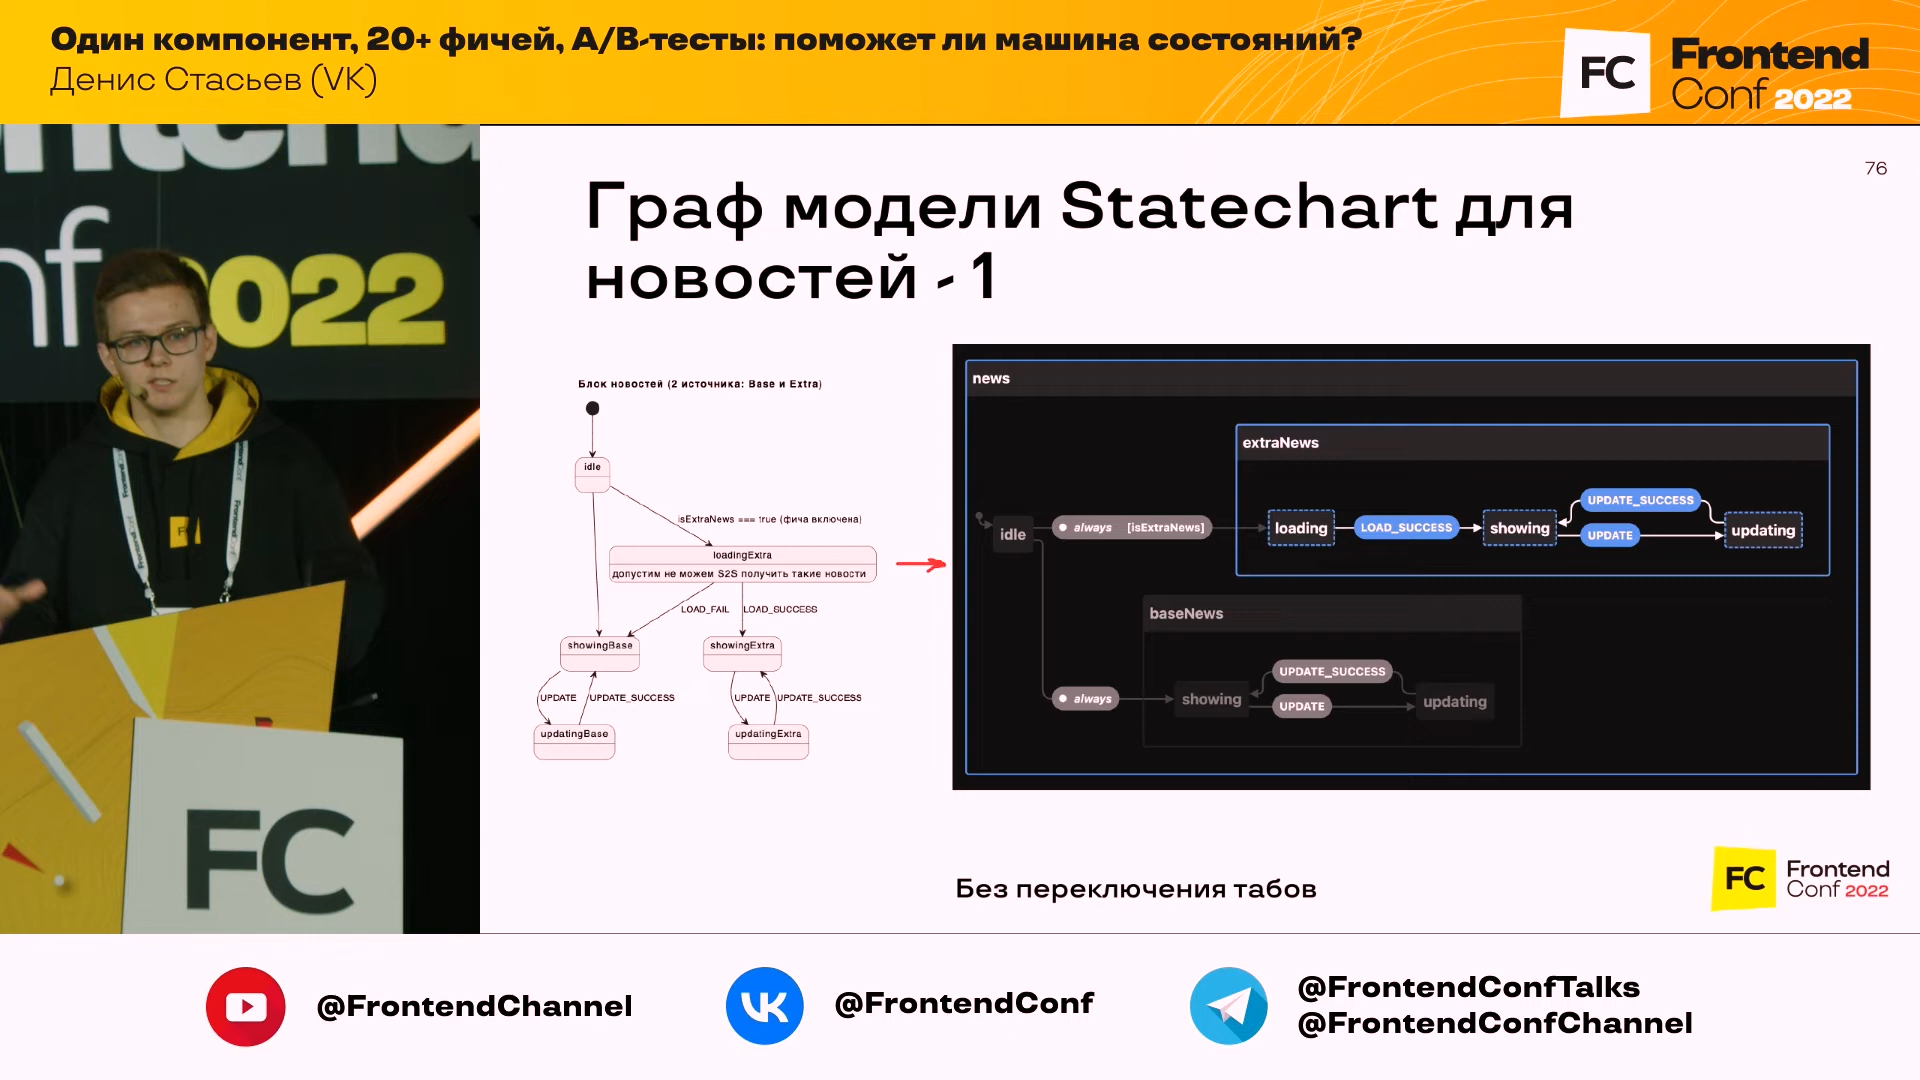 Один компонент, 20+ фичей, A/B-тесты: поможет ли машина состояний?
Денис Стасьев (VK)
FC
Frontend
Conf 2022
nf 2022
FC
76
Граф модели Statechart для
новостей - 1
Блок новостей (2 источника: Base и Extra)
idle
isExtraNews === true (фича включена)
loadingExtra
допустим не можем S2S получить такие новости
LOAD_FAIL
LOAD_SUCCESS
showingBase
showingExtra
UPDATE
UPDATE_SUCCESS
UPDATE
UPDATE_SUCCESS
updatingBase
updatingExtra
news
extraNews
idle
always [isExtraNews]
loading
LOAD_SUCCESS
showing
UPDATE_SUCCESS
UPDATE
updating
baseNews
always
showing
UPDATE_SUCCESS
UPDATE
updating
Без переключения табов
FC
Frontend
Conf 2022
@FrontendChannel
@FrontendConf
@FrontendConfTalks
@FrontendConfChannel